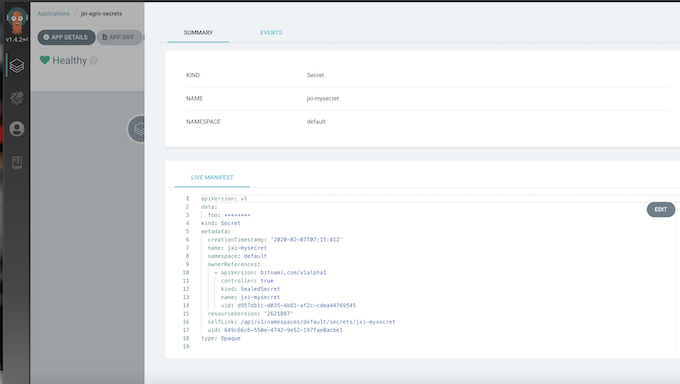 Applications / jxi-agro-secrets
v1.4.2+
APP DETAILS
APP DIFF
Healthy
SUMMARY
EVENTS
KIND Secret
NAME jxi-mysecret
NAMESPACE default
LIVE MANIFEST
EDIT
1 apiVersion: v1
2 data:
3 foo: ++++++++
4 kind: Secret
5 metadata:
6 creationTimestamp: '2020-02-07T07:15:41Z'
7 name: jxi-mysecret
8 namespace: default
9 ownerReferences:
10 - apiVersion: bitnami.com/v1alpha1
11 controller: true
12 kind: SealedSecret
13 name: jxi-mysecret
14 uid: d957db1c-d035-4b81-af2c-cdea44769545
15 resourceVersion: '2621887'
16 selfLink: /api/v1/namespaces/default/secrets/jxi-mysecret
17 uid: 649c66c6-550e-4742-9e52-197fae0acbe1
18 type: Opaque
19